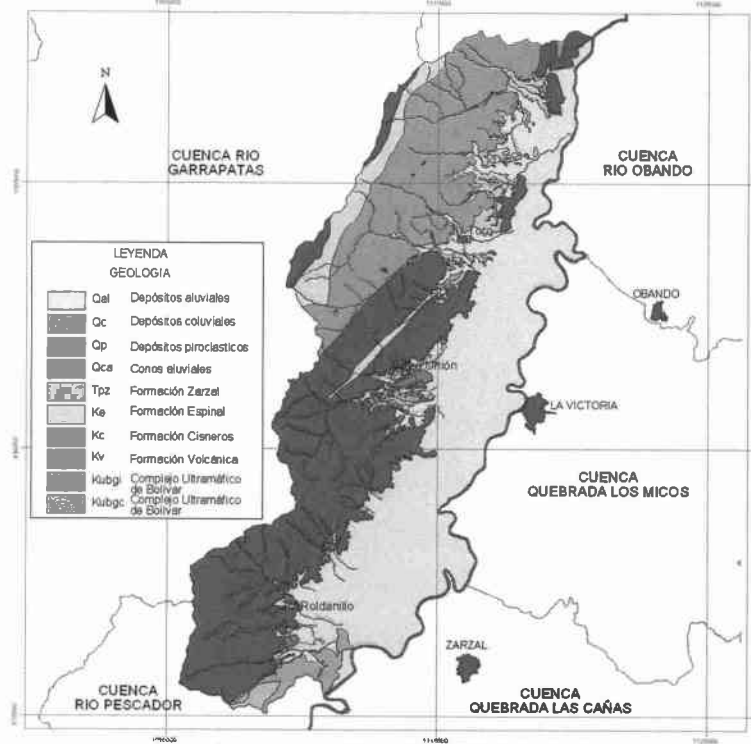 N
CUENCA RIO
GARRAPATAS
CUENCA
RIO OBANDO
LEYENDA
GEOLOGIA
Qal Depósitos aluviales
Qc Depósitos coluviales
Qp Depósitos piroclasticos
Qca Conos aluviales
Tpz Formación Zarzal
Ke Formación Espinal
Kc Formación Cisneros
Kv Formación Volcánica
Kubgi Complejo Ultramáfico
de Bolívar
Kubgc Complejo Ultramáfico
de Bolívar
OBANDO
LA VICTORIA
CUENCA
QUEBRADA LOS MICOS
Roldanillo
ZARZAL
CUENCA
RIO PESCADOR
CUENCA
QUEBRADA LAS CAÑAS